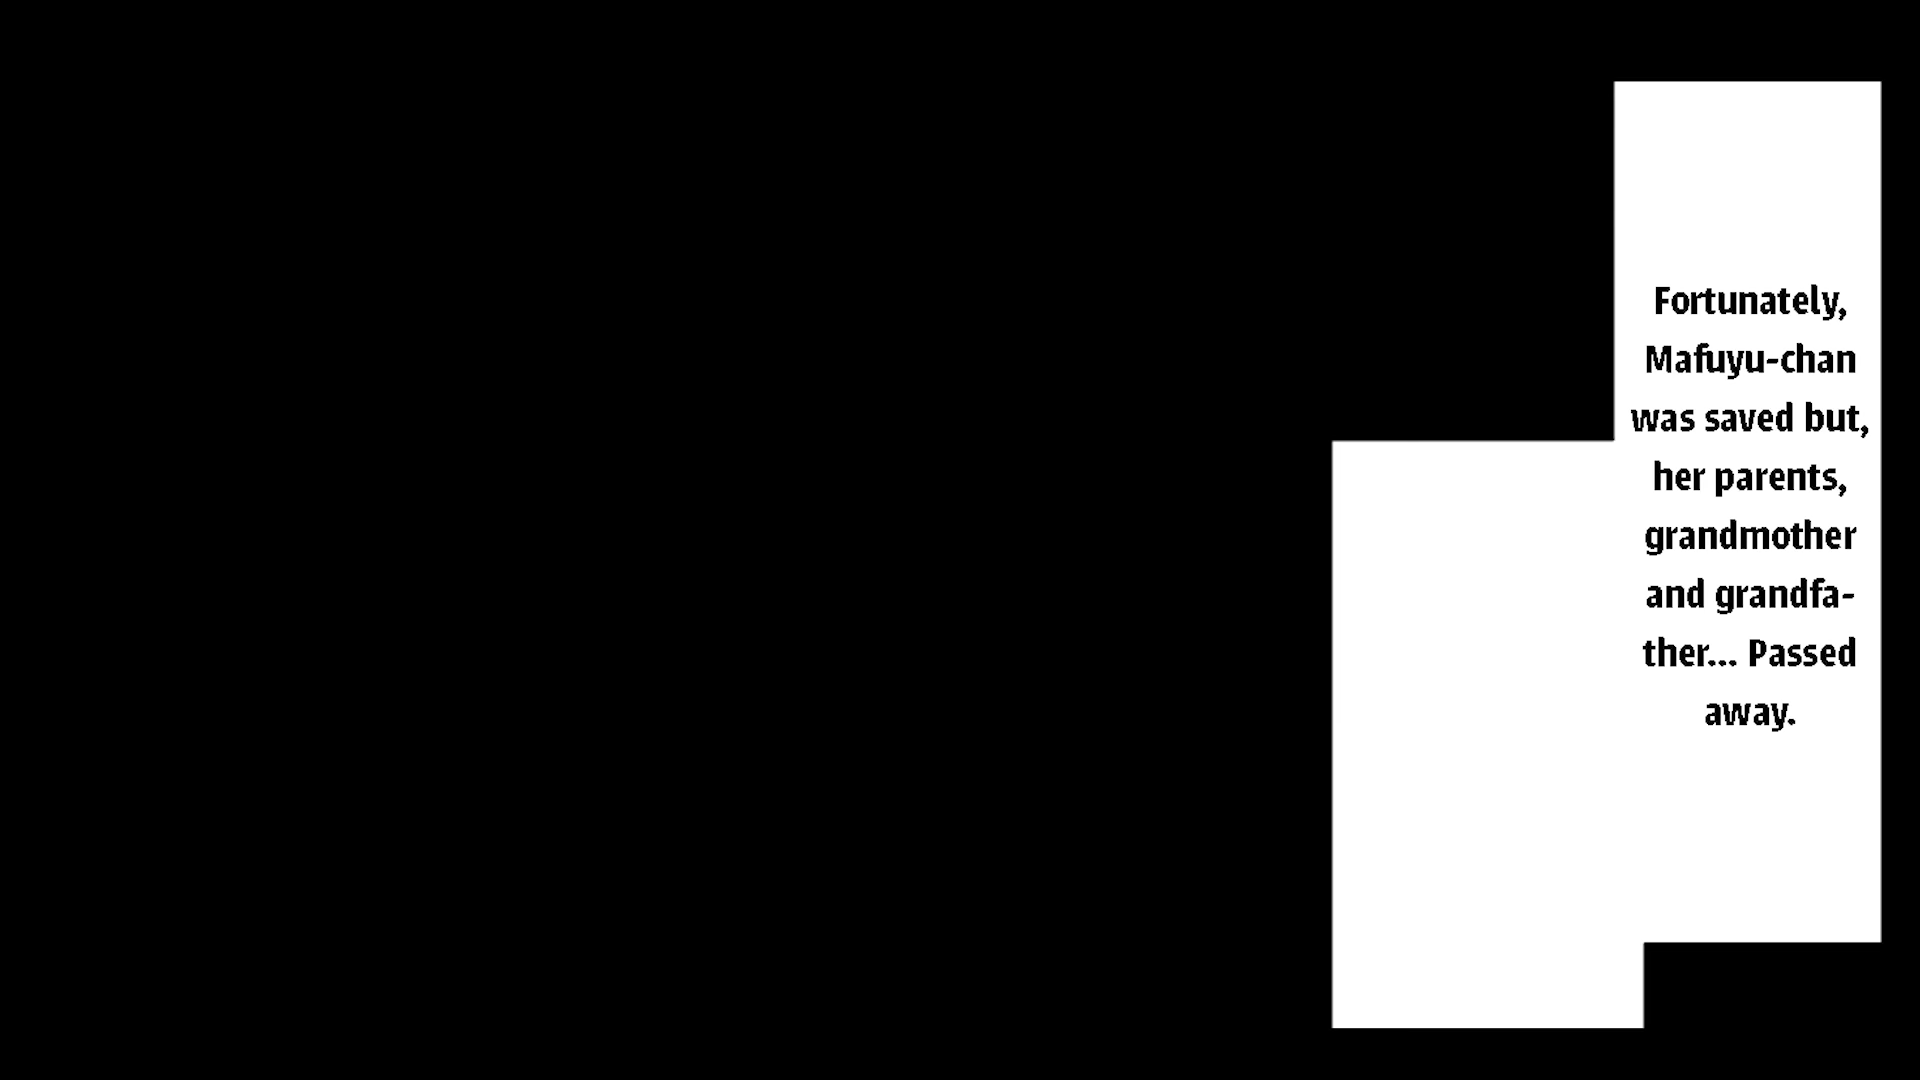 Fortunately,
Mafuyu-chan
was saved but,
her parents,
grandmother
and grandfa-
ther... Passed
away.